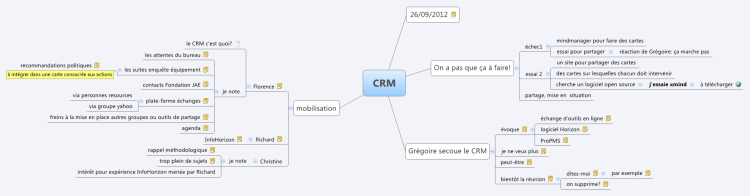 CRM
26/09/2012
On a pas que ça à faire!
échec1
mindmanager pour faire des cartes
essai pour partager
réaction de Grégoire: ça marche pas
essai 2
un site pour partager des cartes
des cartes sur lesquelles chacun doit intervenir
cherche un logiciel open source
j'essaie xmind
à télécharger
partage, mise en situation
Grégoire secoue le CRM
évoque
échange d'outils en ligne
logiciel Horizon
ProPMS
je ne veux plus
peut-être
bientôt la réunion
dites-moi
par exemple
on supprime?
mobilisation
Florence
le CRM c'est quoi?
je note
les attentes du bureau
les suites enquête équipement
recommandations politiques
à intégrer dans une carte consacrée aux actions
contacts Fondation JAE
plate-forme échanges
via personnes resources
via groupe yahoo
freins à la mise en place autres groupes ou outils de partage
agenda
Richard
InfoHorizon
Christine
je note
rappel méthodologique
trop plein de sujets
intérêt pour expérience InfoHorizon menée par Richard